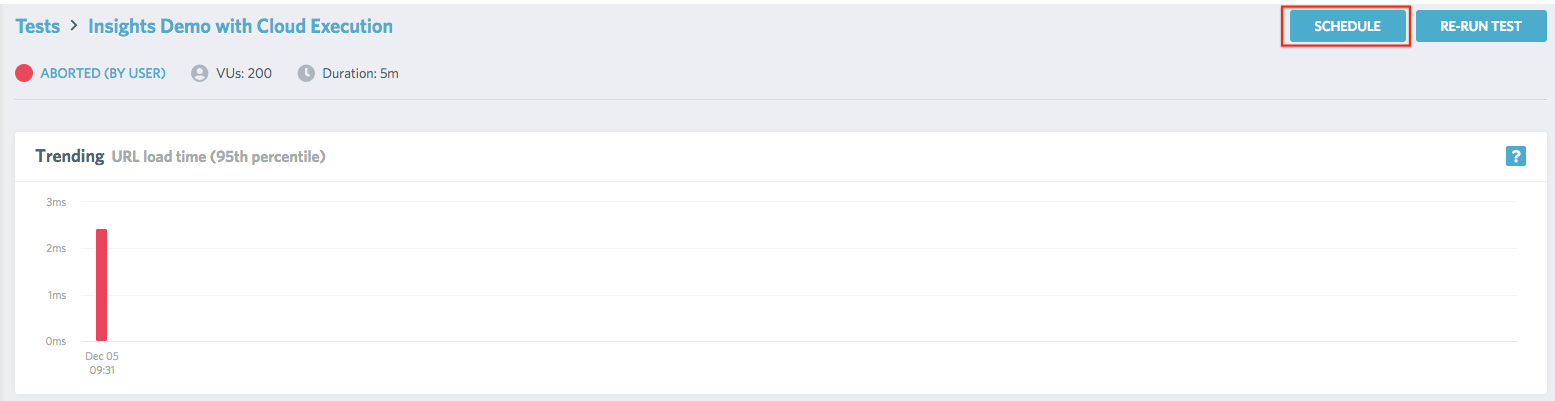 Tests > Insights Demo with Cloud Execution
SCHEDULE
RE-RUN TEST
ABORTED (BY USER)
VUs: 200
Duration: 5m
Trending URL load time (95th percentile)
?
3ms
2ms
1ms
0ms
Dec 05
09:31